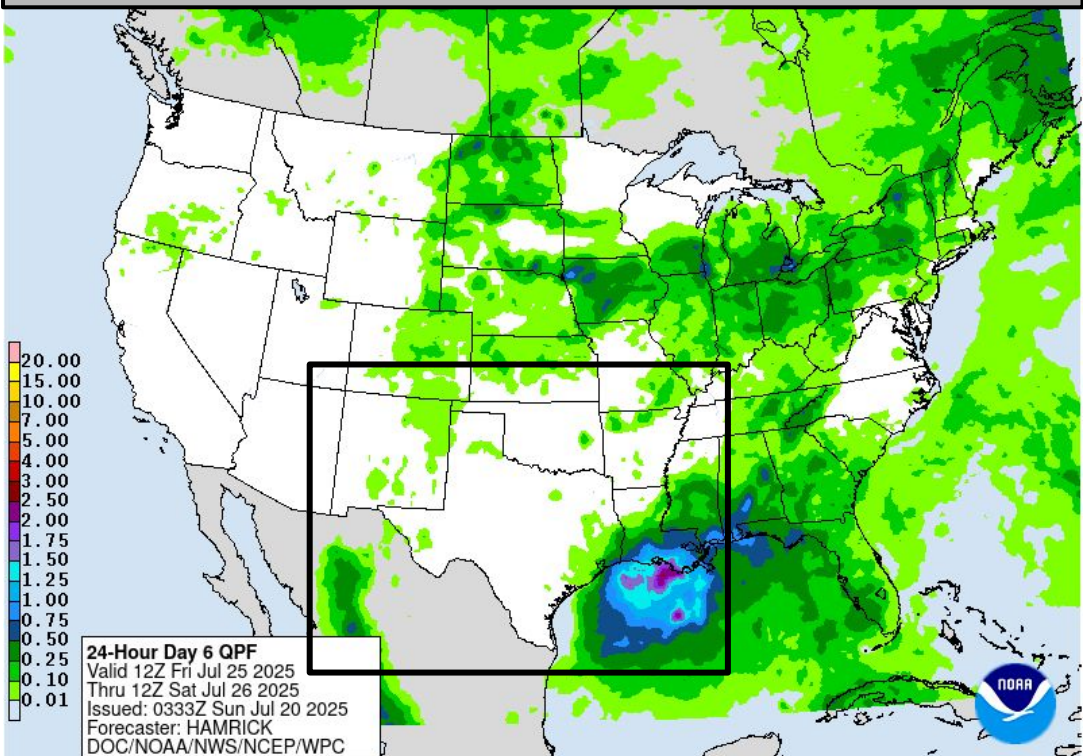 20.00
15.00
10.00
7.00
5.00
4.00
3.00
2.50
2.00
1.75
1.50
1.25
1.00
0.75
0.50
0.25
0.10
0.01
24-Hour Day 6 QPF
Valid 12Z Fri Jul 25 2025
Thru 12Z Sat Jul 26 2025
Issued: 0333Z Sun Jul 20 2025
Forecaster: HAMRICK
DOC/NOAA/NWS/NCEP/WPC
NOAA